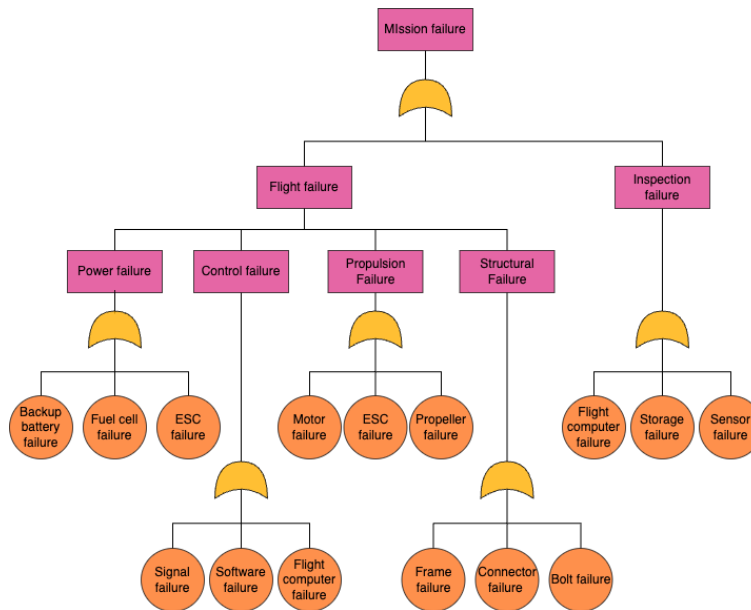 MIssion failure
Flight failure
Inspection
failure
Power failure
Control failure
Propulsion
Failure
Structural
Failure
Backup
battery
failure
Fuel cell
failure
ESC
failure
Motor
failure
ESC
failure
Propeller
failure
Flight
computer
failure
Storage
failure
Sensor
failure
Signal
failure
Software
failure
Flight
computer
failure
Frame
failure
Connector
failure
Bolt failure